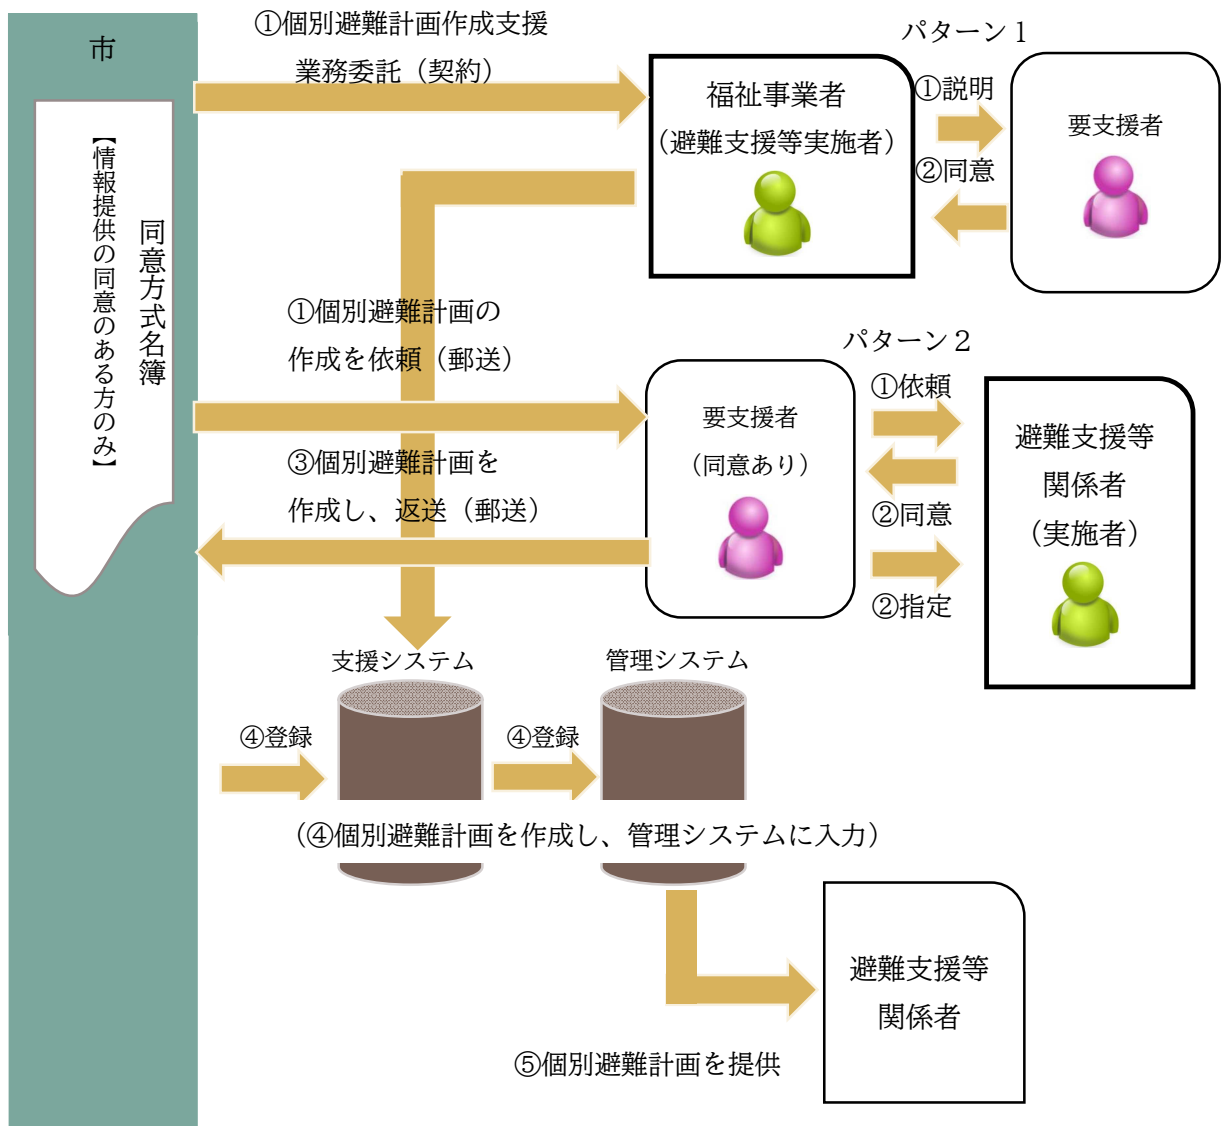 市
同意方式名簿
【情報提供の同意のある方のみ】
①個別避難計画作成支援
業務委託（契約）
パターン１
福祉事業者
（避難支援等実施者）
①説明
②同意
要支援者
①個別避難計画の
作成を依頼（郵送）
③個別避難計画を
作成し、返送（郵送）
パターン２
要支援者
（同意あり）
①依頼
②同意
②指定
避難支援等
関係者
（実施者）
支援システム
管理システム
④登録
④登録
（④個別避難計画を作成し、管理システムに入力）
避難支援等
関係者
⑤個別避難計画を提供